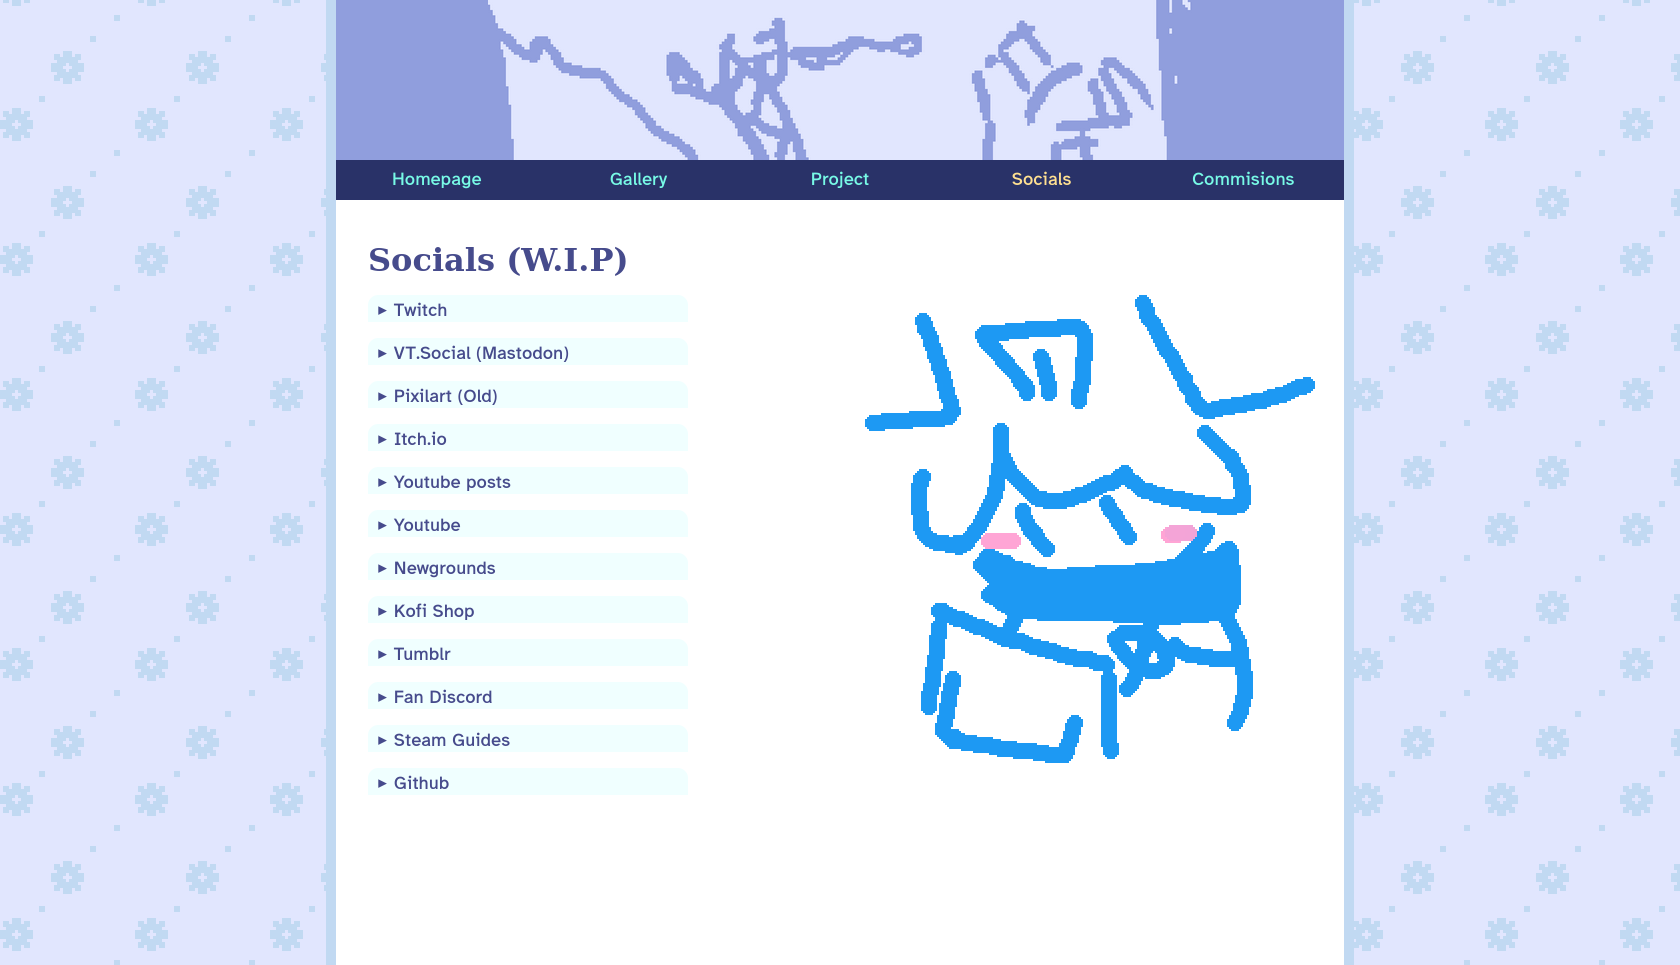 Homepage Gallery Project Socials Commisions
Socials (W.I.P)
Twitch
VT.Social (Mastodon)
Pixilart (Old)
Itch.io
Youtube posts
Youtube
Newgrounds
Kofi Shop
Tumblr
Fan Discord
Steam Guides
Github